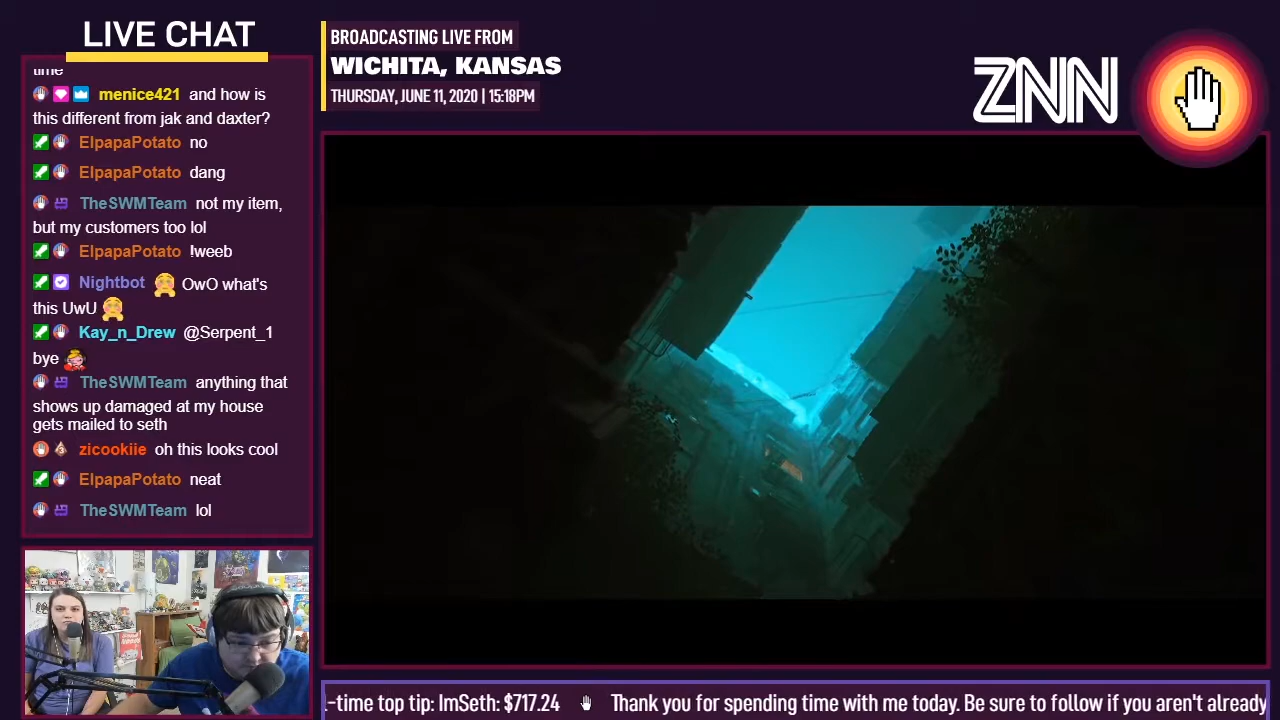 LIVE CHAT
time
menice421 and how is
this different from jak and daxter?
ElpapaPotato no
ElpapaPotato dang
TheSWMTeam not my item,
but my customers too lol
ElpapaPotato !weeb
Nightbot OwO what's
this UwU
Kay_n_Drew @Serpent_1
bye
TheSWMTeam anything that
shows up damaged at my house
gets mailed to seth
zicookiie oh this looks cool
ElpapaPotato neat
TheSWMTeam lol
BROADCASTING LIVE FROM
WICHITA, KANSAS
THURSDAY, JUNE 11, 2020 | 15:18PM
ZNN
-time top tip: ImSeth: $717.24 Thank you for spending time with me today. Be sure to follow if you aren't already